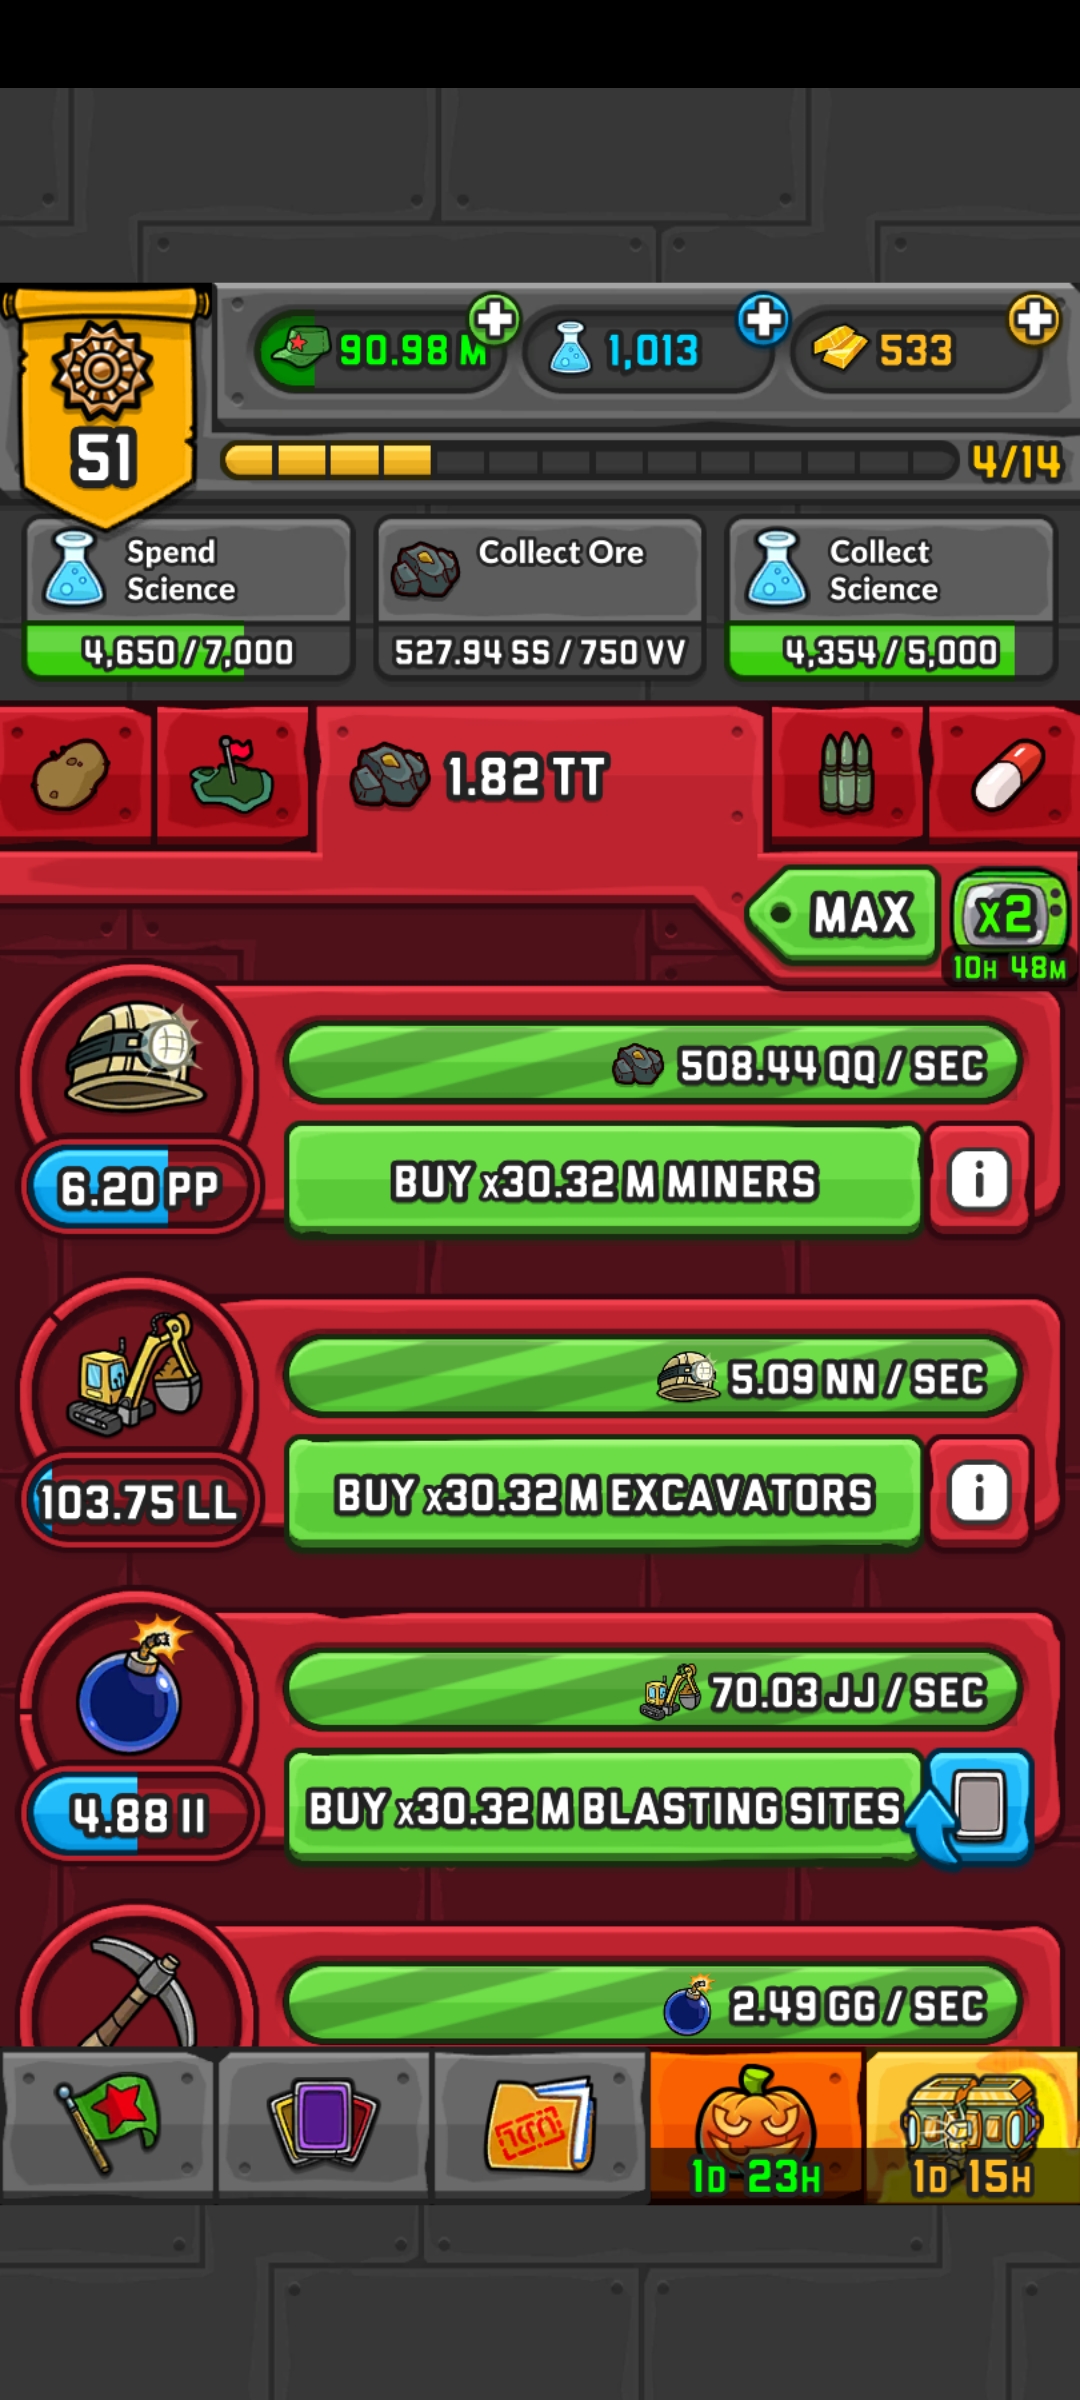 90.98 M
1,013
533
51
4/14
Spend
Science
4,650/7,000
Collect Ore
527.94 SS/750 VV
Collect
Science
4,354/5,000
1.82 TT
MAX
x2
10H 48M
508.44 QQ/SEC
6.20 PP
BUY x30.32 M MINERS
i
5.09 NN/SEC
103.75 LL
BUY x30.32 M EXCAVATORS
i
70.03 JJ/SEC
4.88 II
BUY x30.32 M BLASTING SITES
2.49 GG/SEC
1D 23H
1D 15H